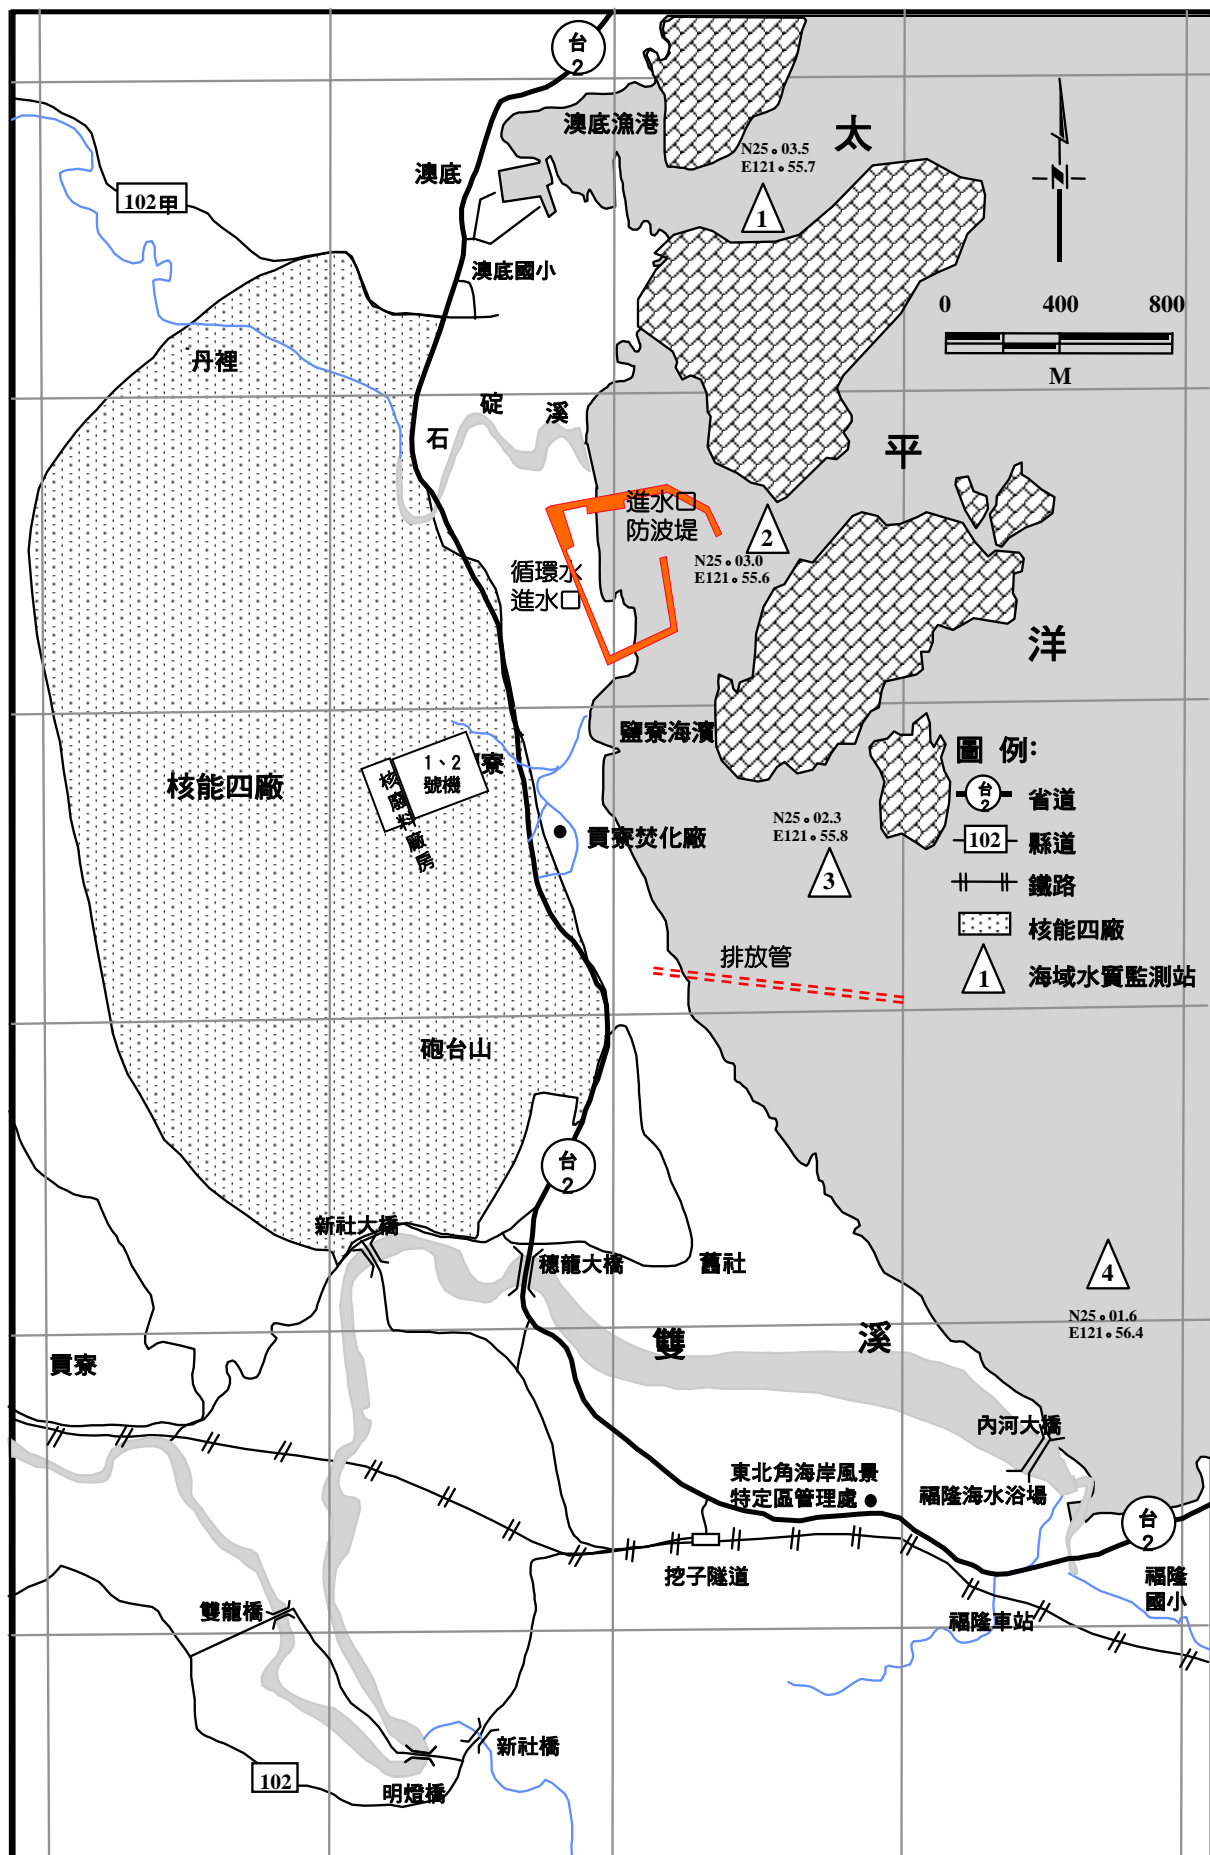 台
2
澳底漁港
太
N25。03.5
E121。55.7
澳底
102甲
1
澳底國小
0 400 800
M
丹裡
碇
溪
石
平
進水口
防波堤
2
N25。03.0
E121。55.6
循環水
進水口
洋
鹽寮海濱
圖 例:
核能四廠
1、2
號機
寮
核廢料廠房
台
2
省道
N25。02.3
E121。55.8
貢寮焚化廠
102
縣道
3
鐵路
核能四廠
排放管
1
海域水質監測站
砲台山
台
2
新社大橋
穗龍大橋
舊社
4
N25。01.6
E121。56.4
雙
溪
貢寮
內河大橋
東北角海岸風景
特定區管理處
福隆海水浴場
台
2
挖子隧道
福隆
國小
雙龍橋
福隆車站
新社橋
102
明燈橋